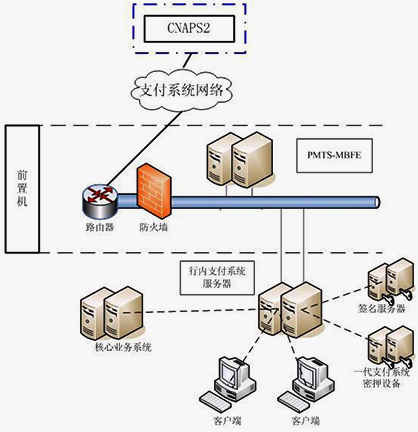 CNAPS2
支付系统网络
前置机
PMTS-MBFE
路由器
防火墙
行内支付系统
服务器
签名服务器
核心业务系统
一代支付系统
密押设备
客户端
客户端